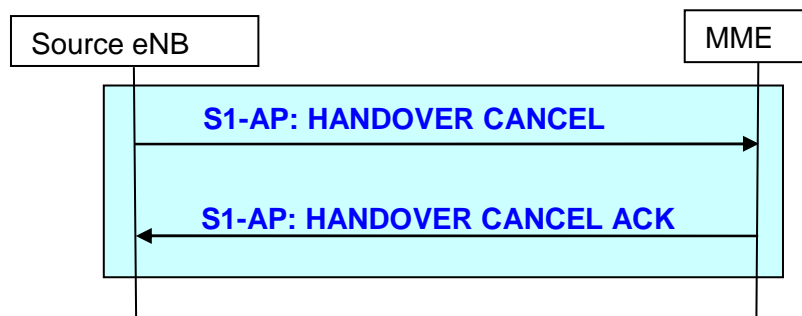 Source eNB
MME
S1-AP: HANDOVER CANCEL
S1-AP: HANDOVER CANCEL ACK